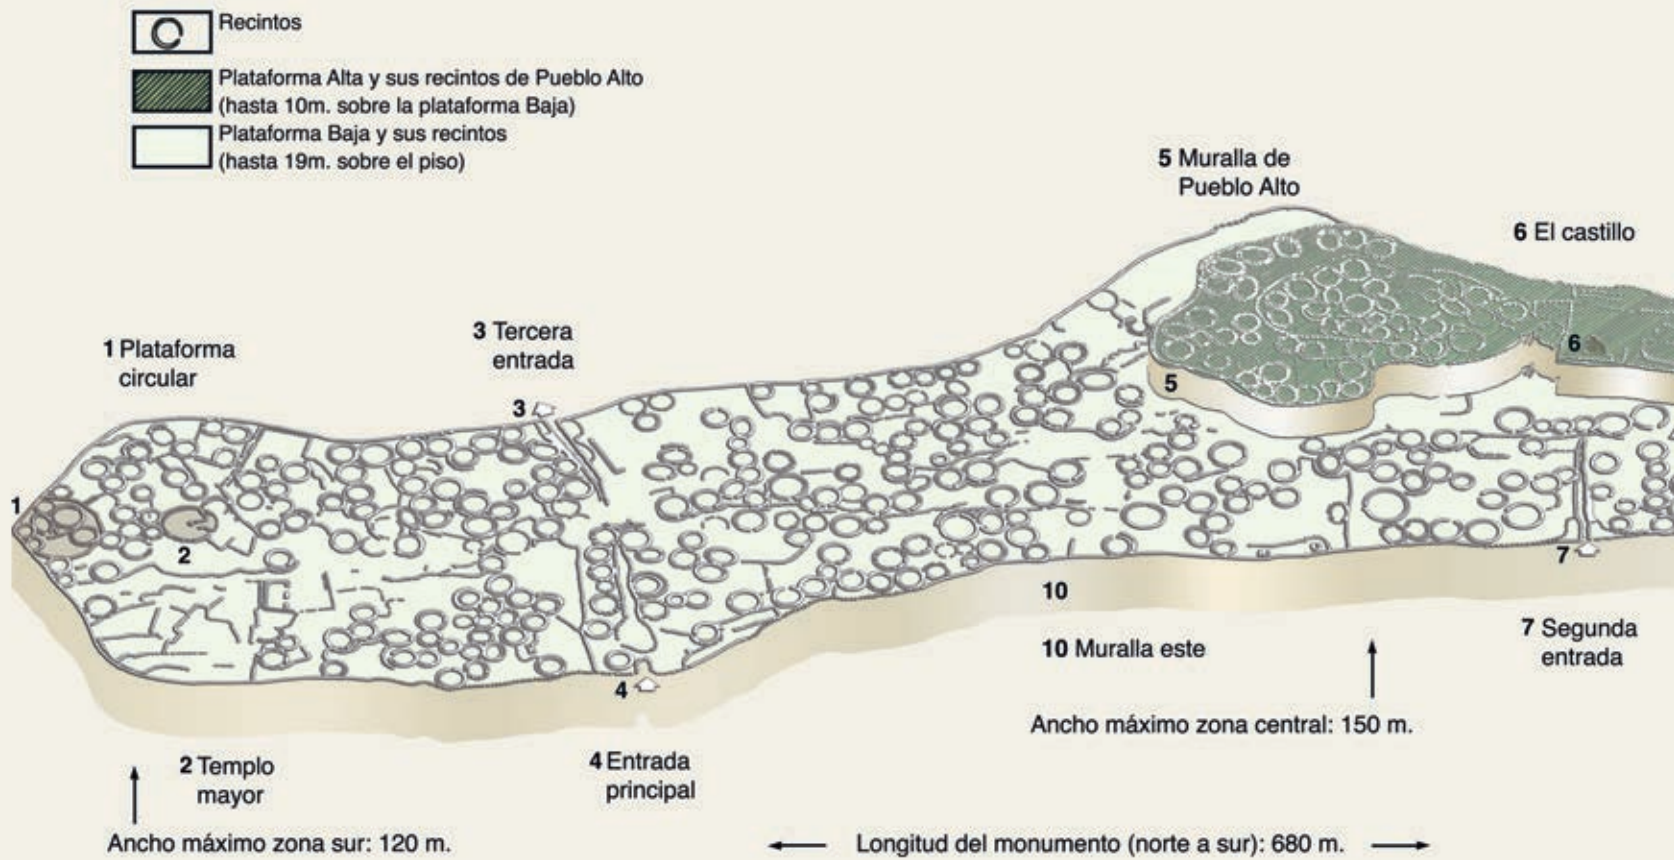 Recintos
Plataforma Alta y sus recintos de Pueblo Alto
(hasta 10m. sobre la plataforma Baja)
Plataforma Baja y sus recintos
(hasta 19m. sobre el piso)
5 Muralla de
Pueblo Alto
6 El castillo
3 Tercera
entrada
1 Plataforma
circular
6
5
3
1
2
7
10
10 Muralla este
7 Segunda
entrada
4
Ancho máximo zona central: 150 m.
2 Templo
mayor
4 Entrada
principal
Ancho máximo zona sur: 120 m.
Longitud del monumento (norte a sur): 680 m.